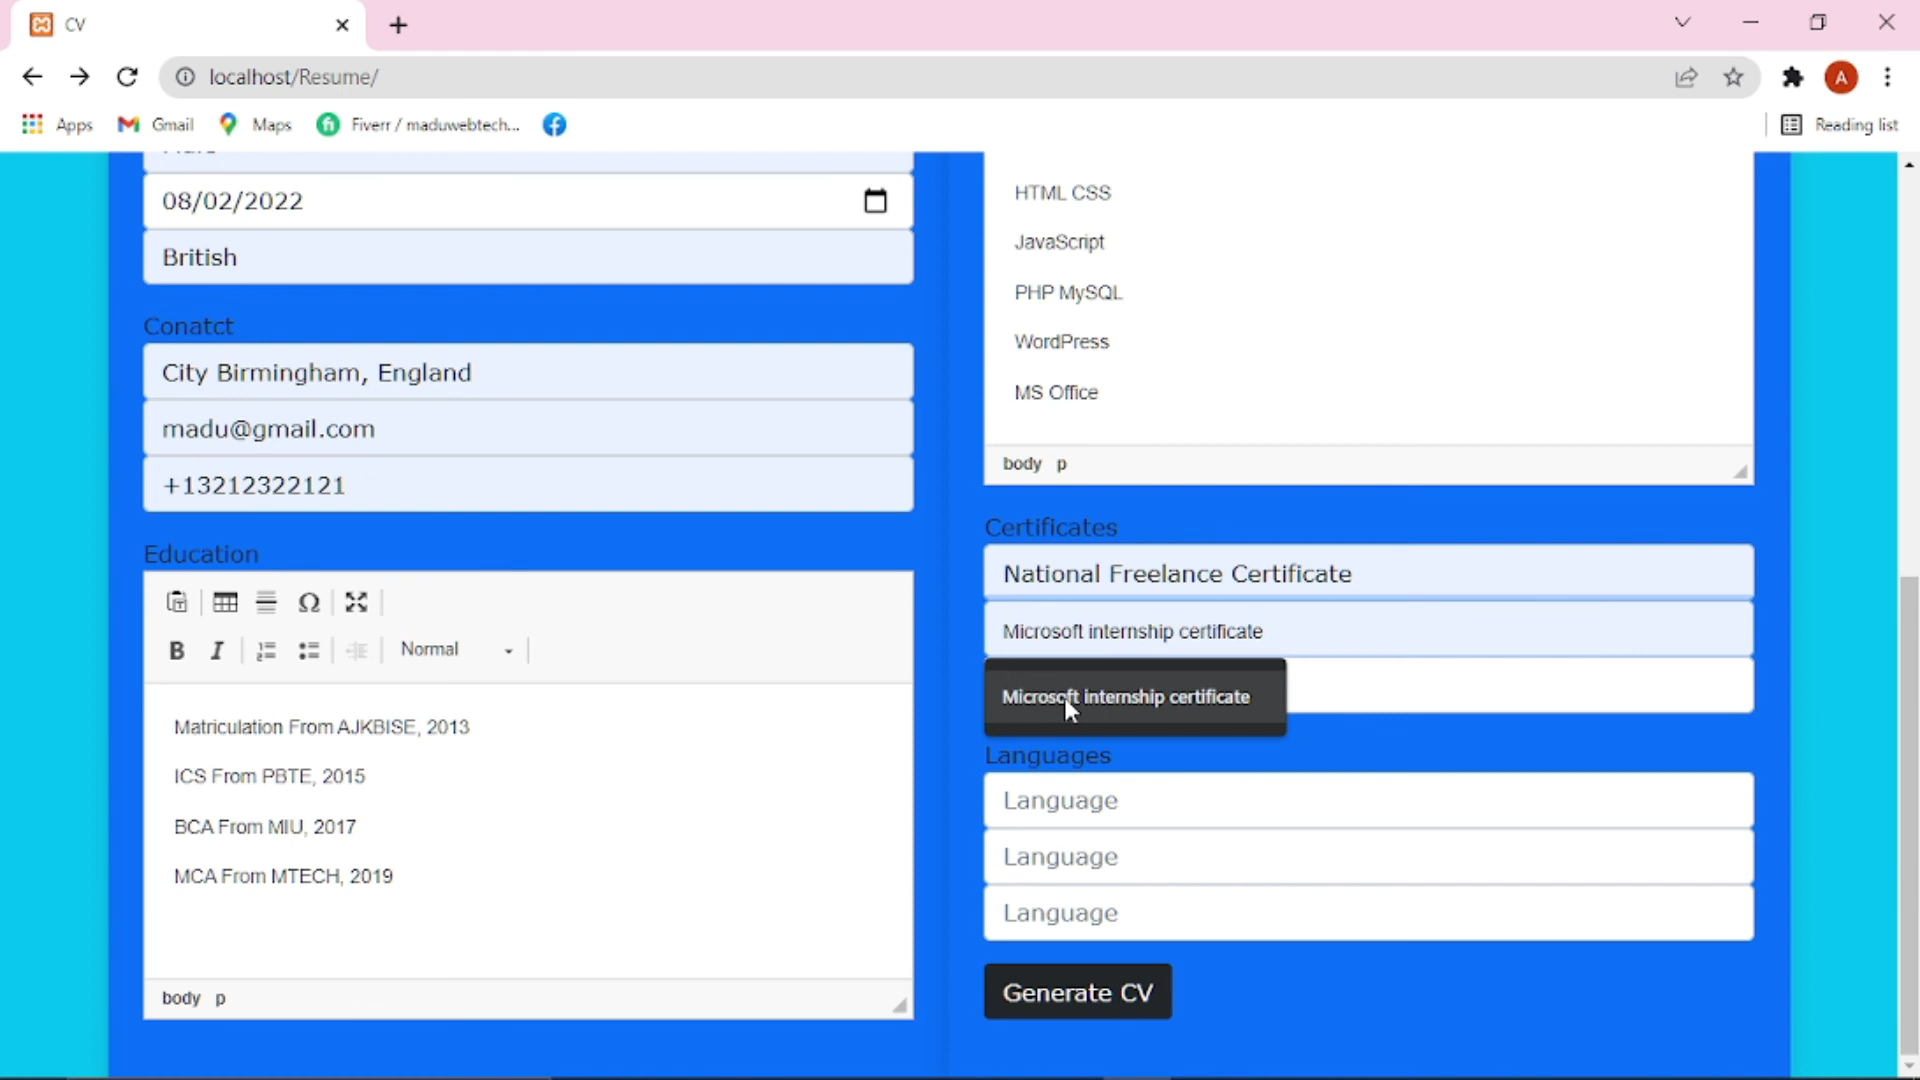 CV
localhost/Resume/
A
Apps
Gmail
Maps
Fiverr / maduwebtech...
Reading list
08/02/2022
British
Conatct
City Birmingham, England
madu@gmail.com
+13212322121
Education
B I Normal
Matriculation From AJKBISE, 2013
ICS From PBTE, 2015
BCA From MIU, 2017
MCA From MTECH, 2019
body p
HTML CSS
JavaScript
PHP MySQL
WordPress
MS Office
body p
Certificates
National Freelance Certificate
Microsoft internship certificate
Microsoft internship certificate
Languages
Language
Language
Language
Generate CV